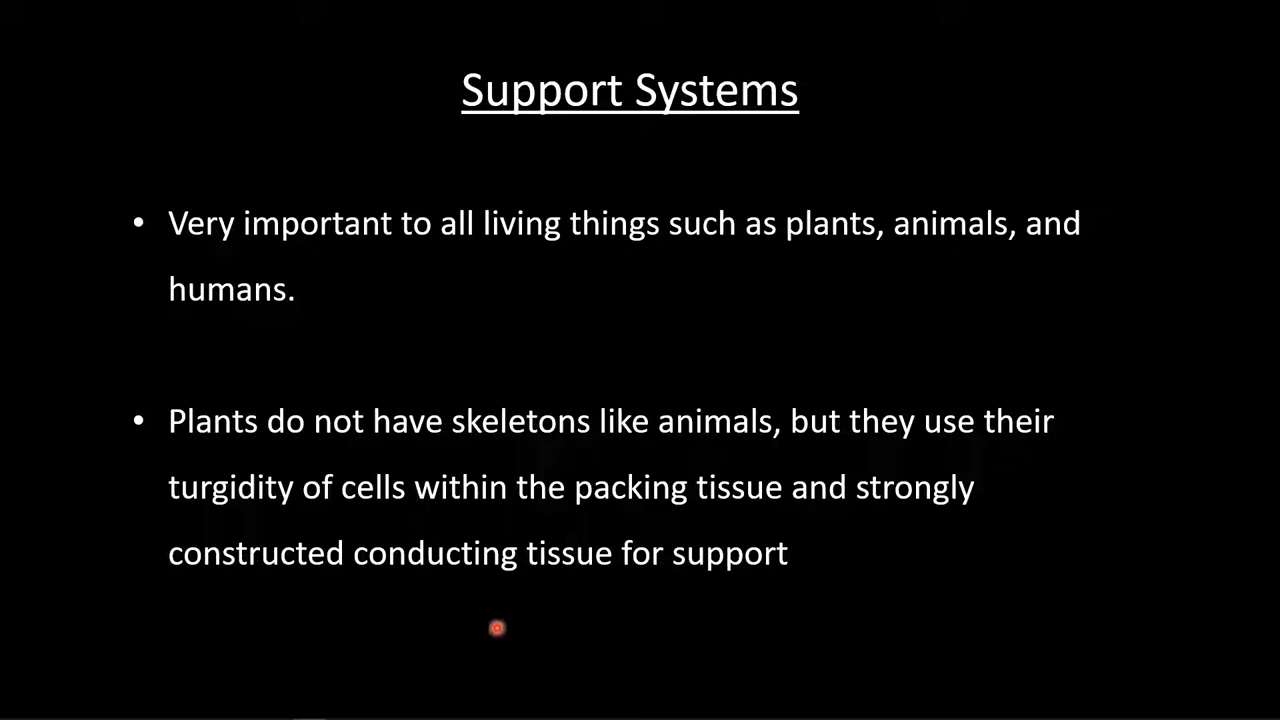 Support Systems
• Very important to all living things such as plants, animals, and
humans.
• Plants do not have skeletons like animals, but they use their
turgidity of cells within the packing tissue and strongly
constructed conducting tissue for support